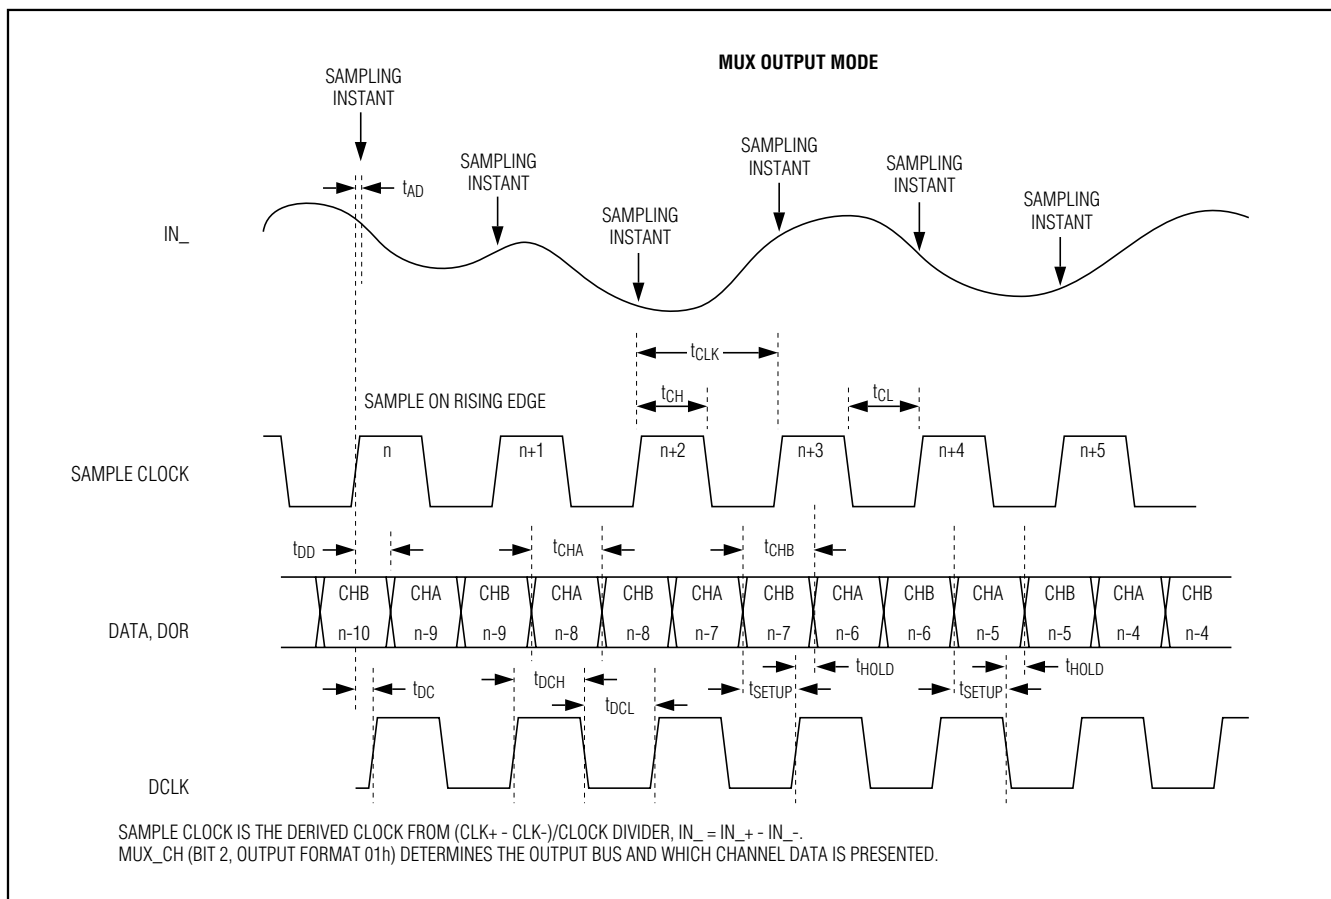 MUX OUTPUT MODE
SAMPLING
INSTANT
tAD
SAMPLING
INSTANT
SAMPLING
INSTANT
SAMPLING
INSTANT
SAMPLING
INSTANT
SAMPLING
INSTANT
IN_
tCLK
tCH
tCL
SAMPLE ON RISING EDGE
SAMPLE CLOCK
n n+1 n+2 n+3 n+4 n+5
tDD tCHA tCHB
DATA, DOR
CHB CHA CHB CHA CHB CHA CHB CHA CHB CHA CHB CHA CHB
n-10 n-9 n-9 n-8 n-8 n-7 n-7 n-6 n-6 n-5 n-5 n-4 n-4
tHOLD tHOLD
tDC tDCH tDCL tSETUP tSETUP
DCLK
SAMPLE CLOCK IS THE DERIVED CLOCK FROM (CLK+ - CLK-)/CLOCK DIVIDER, IN_ = IN_+ - IN_-.
MUX_CH (BIT 2, OUTPUT FORMAT 01h) DETERMINES THE OUTPUT BUS AND WHICH CHANNEL DATA IS PRESENTED.